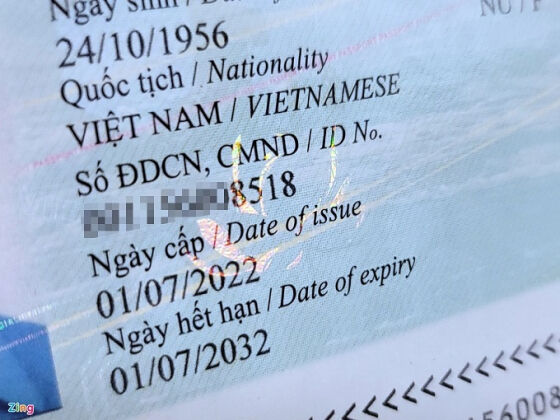 Ngày sinh /
24/10/1956
Quốc tịch / Nationality
VIỆT NAM / VIETNAMESE
Số ĐDCN, CMND / ID No.
8518
Ngày cấp / Date of issue
01/07/2022
Ngày hết hạn / Date of expiry
01/07/2032
Zing